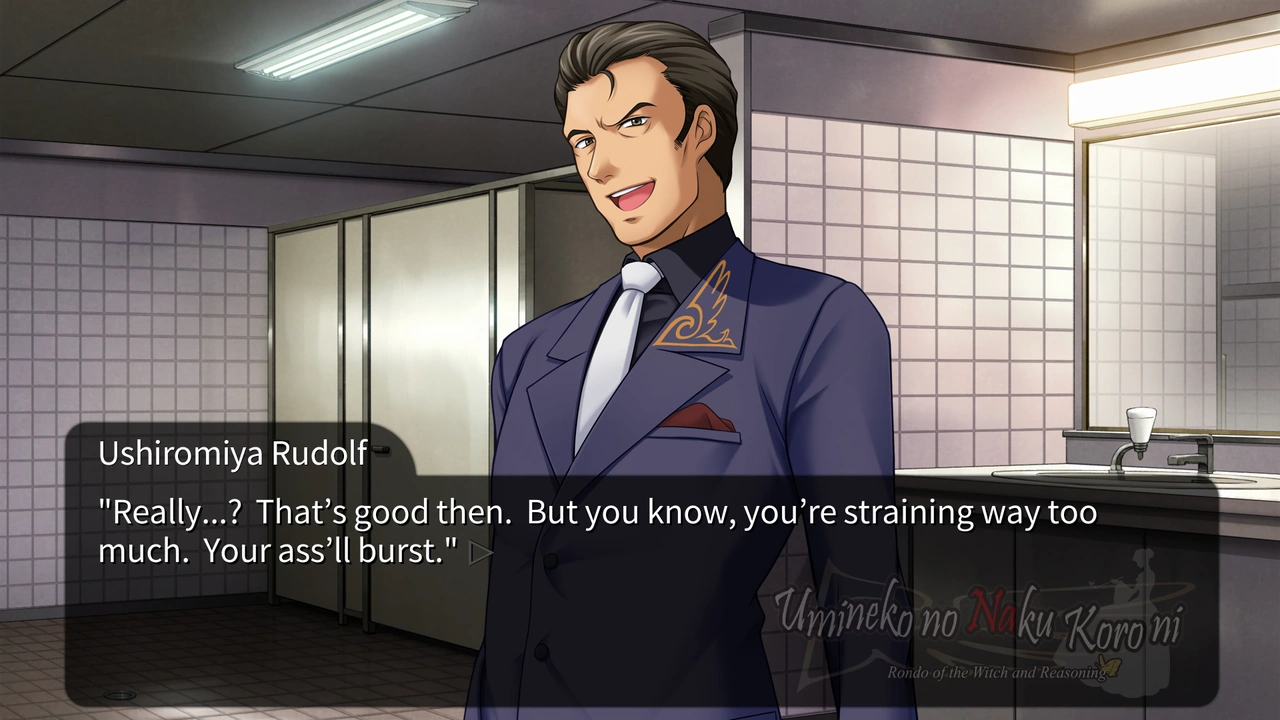 Ushiromiya Rudolf
"Really...?  That’s good then.  But you know, you’re straining way too
much.  Your ass’ll burst."
Umineko no Naku Koro ni
Rondo of the Witch and Reasoning